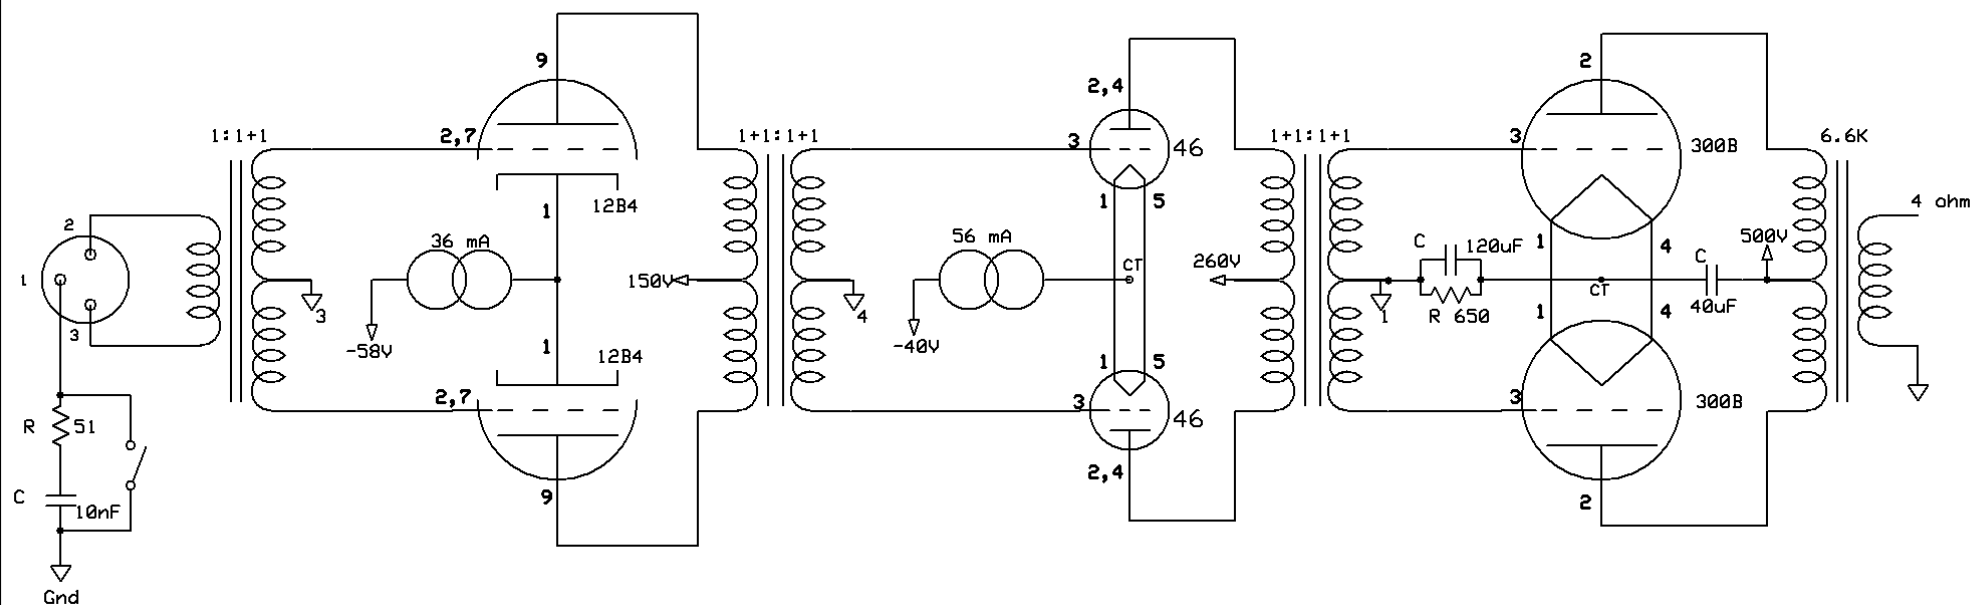 1:1+1
2
1
3
R 51
C
10nF
Gnd
3
9
2,7
12B4
1
36 mA
-58V
1
12B4
2,7
9
1+1:1+1
150V
4
2,4
3
46
1 5
56 mA
CT
-40V
1 5
3
46
2,4
1+1:1+1
260V
1
2
3
300B
1 4
C 120uF
R 650
CT
C
40uF
500V
1 4
3
300B
2
6.6K
4 ohm